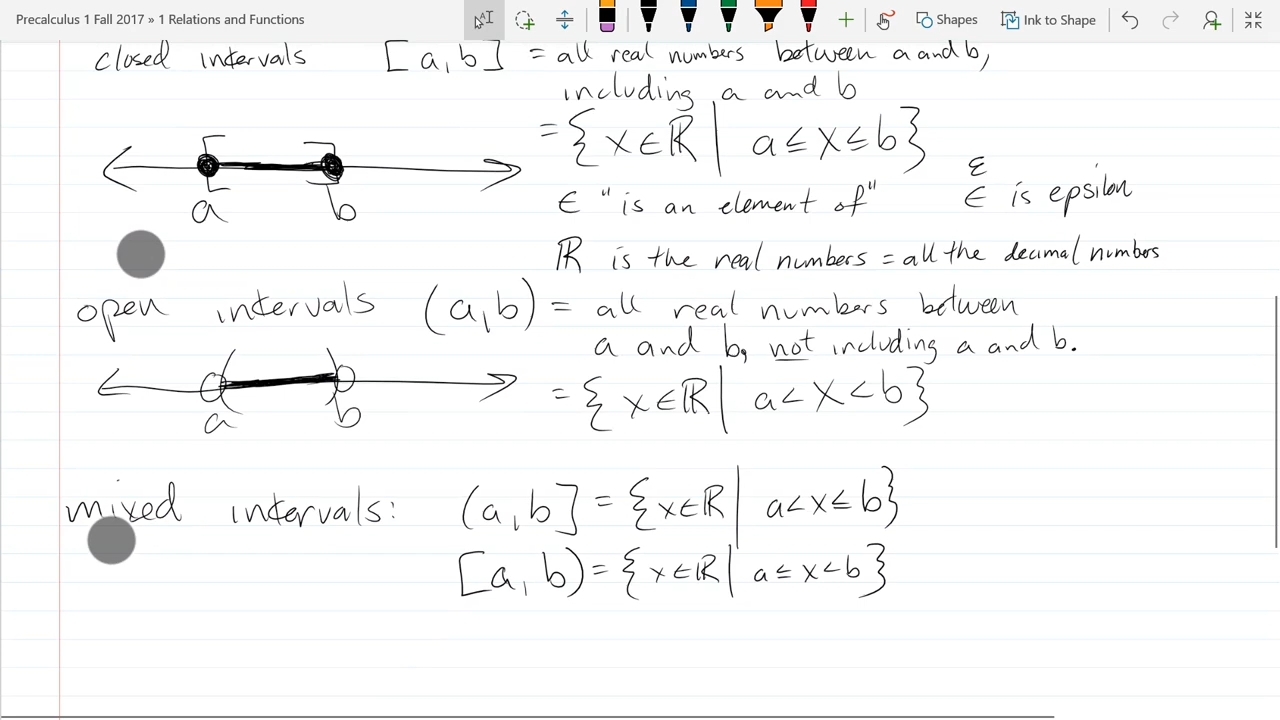 Precalculus 1 Fall 2017 » 1 Relations and Functions
Shapes
Ink to Shape
closed intervals [a,b] = all real numbers between a and b,
including a and b
= {x∈ℝ | a≤x≤b}
a b
∈ "is an element of"
ε
ϵ is epsilon
ℝ is the real numbers = all the decimal numbers
open intervals (a,b) = all real numbers between
a and b, not including a and b.
= {x∈ℝ | a<x<b}
a b
mixed intervals: (a,b] = {x∈ℝ | a<x≤b}
[a,b) = {x∈ℝ | a≤x<b}